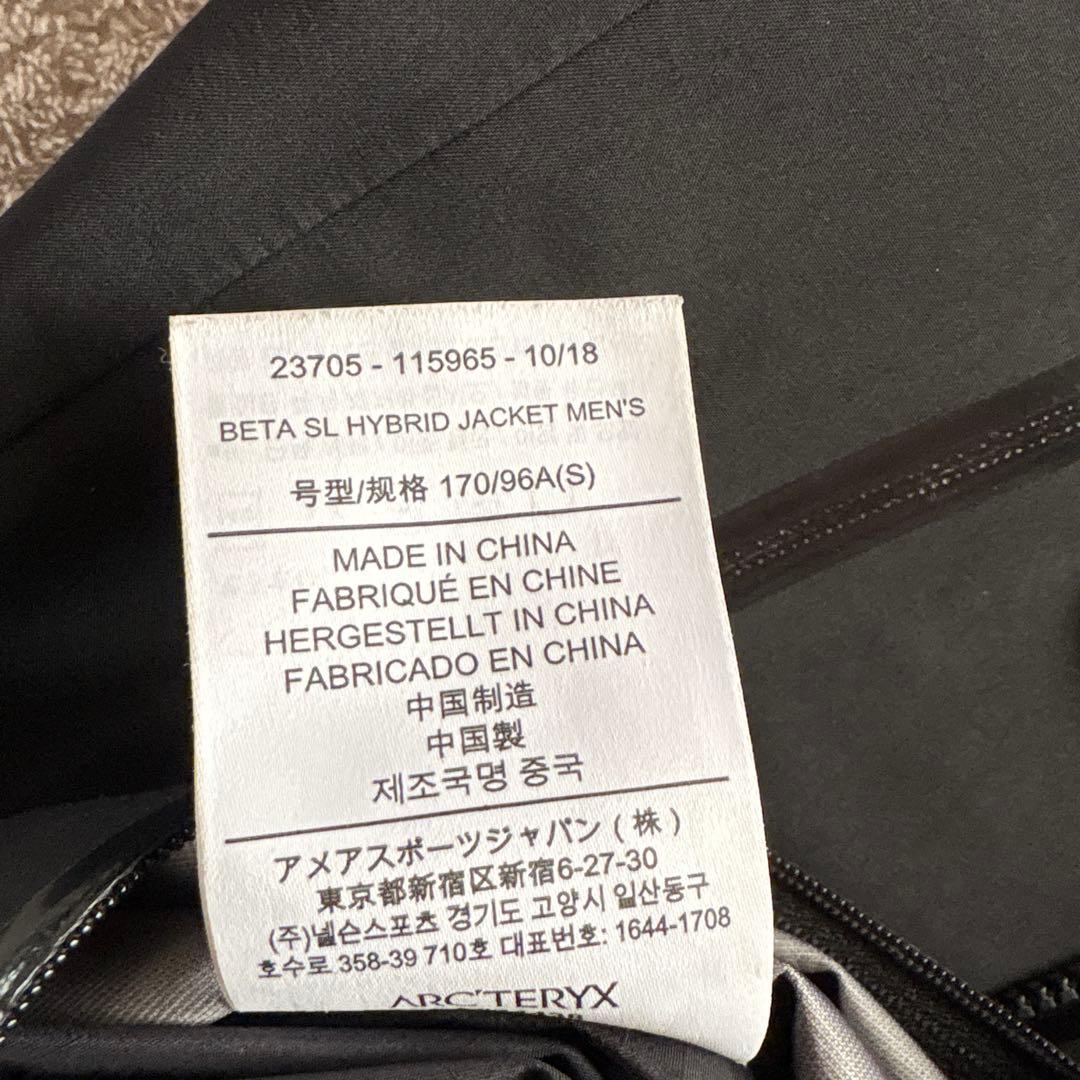 23705 - 115965 - 10/18
BETA SL HYBRID JACKET MEN'S
号型/规格 170/96A(S)
MADE IN CHINA
FABRIQUÉ EN CHINE
HERGESTELLT IN CHINA
FABRICADO EN CHINA
中国制造
中国製
제조국명 중국
アメアスポーツジャパン ( 株 )
東京都新宿区新宿6-27-30
(주)넬슨스포츠 경기도 고양시 일산동구
호수로 358-39 710호 대표번호: 1644-1708
ARC'TERYX